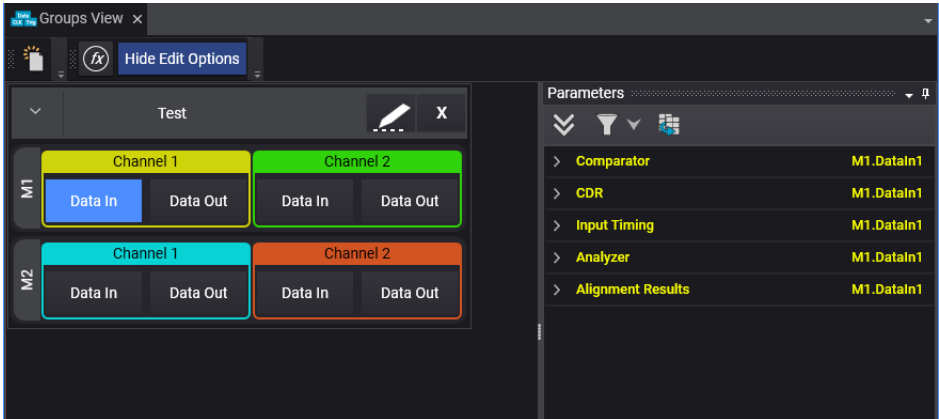 Groups View
Hide Edit Options
Test
X
M1
Channel 1
Data In
Data Out
Channel 2
Data In
Data Out
M2
Channel 1
Data In
Data Out
Channel 2
Data In
Data Out
Parameters
Comparator M1.DataIn1
CDR M1.DataIn1
Input Timing M1.DataIn1
Analyzer M1.DataIn1
Alignment Results M1.DataIn1